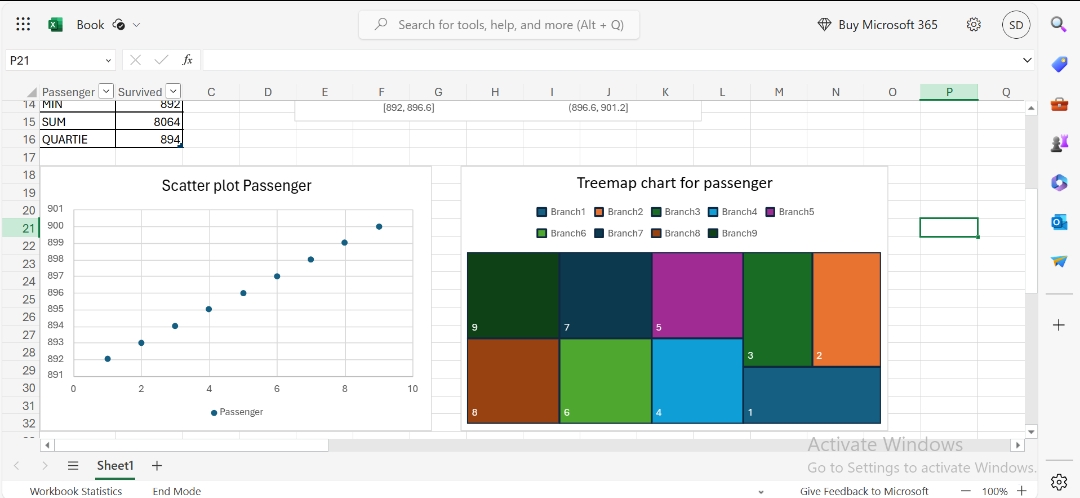 Book
Search for tools, help, and more (Alt + Q)
Buy Microsoft 365
SD
P21
fx
Passenger Survived C D E F G H I J K L M N O P Q
14 MIN 892 [892, 896.6] (896.6, 901.2]
15 SUM 8064
16 QUARTIE 894
17
18
19
20
21
22
23
24
25
26
27
28
29
30
31
32
Scatter plot Passenger
901
900
899
898
897
896
895
894
893
892
891
0 2 4 6 8 10
Passenger
Treemap chart for passenger
Branch1 Branch2 Branch3 Branch4 Branch5
Branch6 Branch7 Branch8 Branch9
9 7 5 3 2
8 6 4 1
Activate Windows
Go to Settings to activate Windows.
Sheet1
Workbook Statistics End Mode Give Feedback to Microsoft 100%